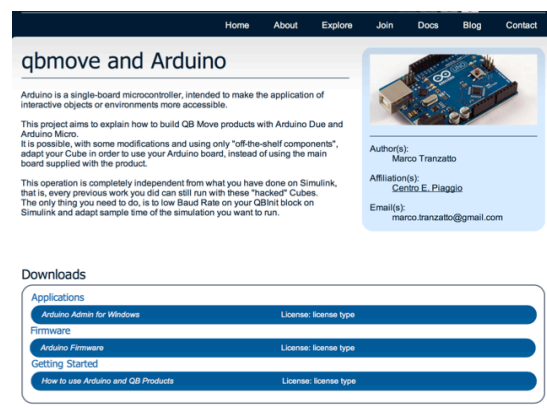 Home About Explore Join Docs Blog Contact
qbmove and Arduino
Arduino is a single-board microcontroller, intended to make the application of
interactive objects or environments more accessible.
This project aims to explain how to build QB Move products with Arduino Due and
Arduino Micro.
It is possible, with some modifications and using only "off-the-shelf components",
adapt your Cube in order to use your Arduino board, instead of using the main
board supplied with the product.
This operation is completely independent from what you have done on Simulink,
that is, every previous work you did can still run with these "hacked" Cubes.
The only thing you need to do, is to low Baud Rate on your QBInit block on
Simulink and adapt sample time of the simulation you want to run.
UNO
Author(s):
Marco Tranzatto
Affiliation(s):
Centro E. Piaggio
Email(s):
marco.tranzatto@gmail.com
Downloads
Applications
Arduino Admin for Windows License: license type
Firmware
Arduino Firmware License: license type
Getting Started
How to use Arduino and QB Products License: license type